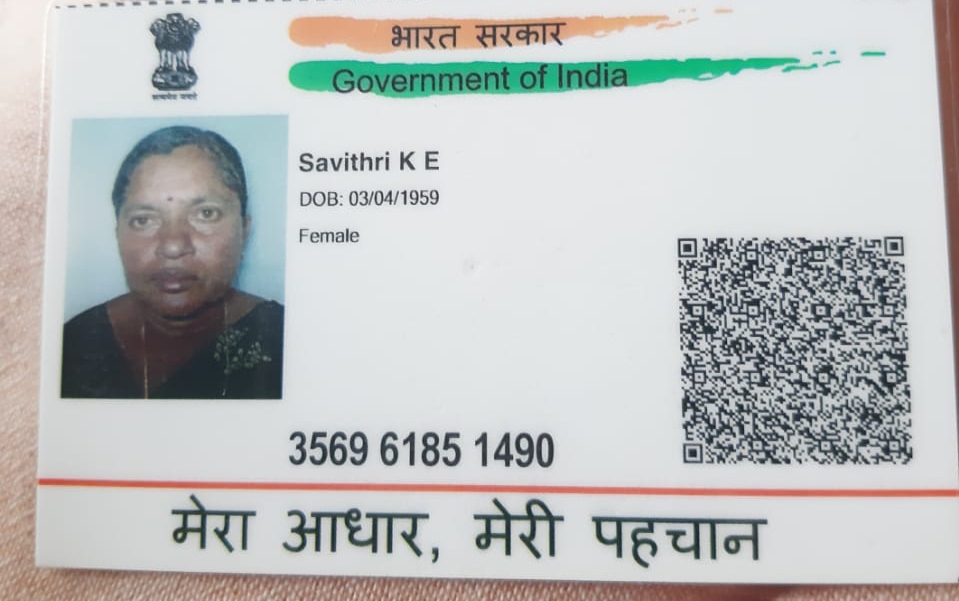 भारत सरकार
Government of India
सत्यमेव जयते
Savithri K E
DOB: 03/04/1959
Female
3569 6185 1490
मेरा आधार, मेरी पहचान